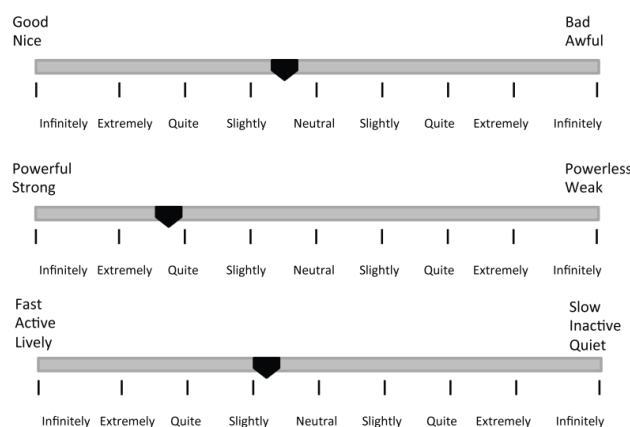 Good Bad
Nice Awful
Infinitely Extremely Quite Slightly Neutral Slightly Quite Extremely Infinitely
Powerful Powerless
Strong Weak
Infinitely Extremely Quite Slightly Neutral Slightly Quite Extremely Infinitely
Fast Slow
Active Inactive
Lively Quiet
Infinitely Extremely Quite Slightly Neutral Slightly Quite Extremely Infinitely